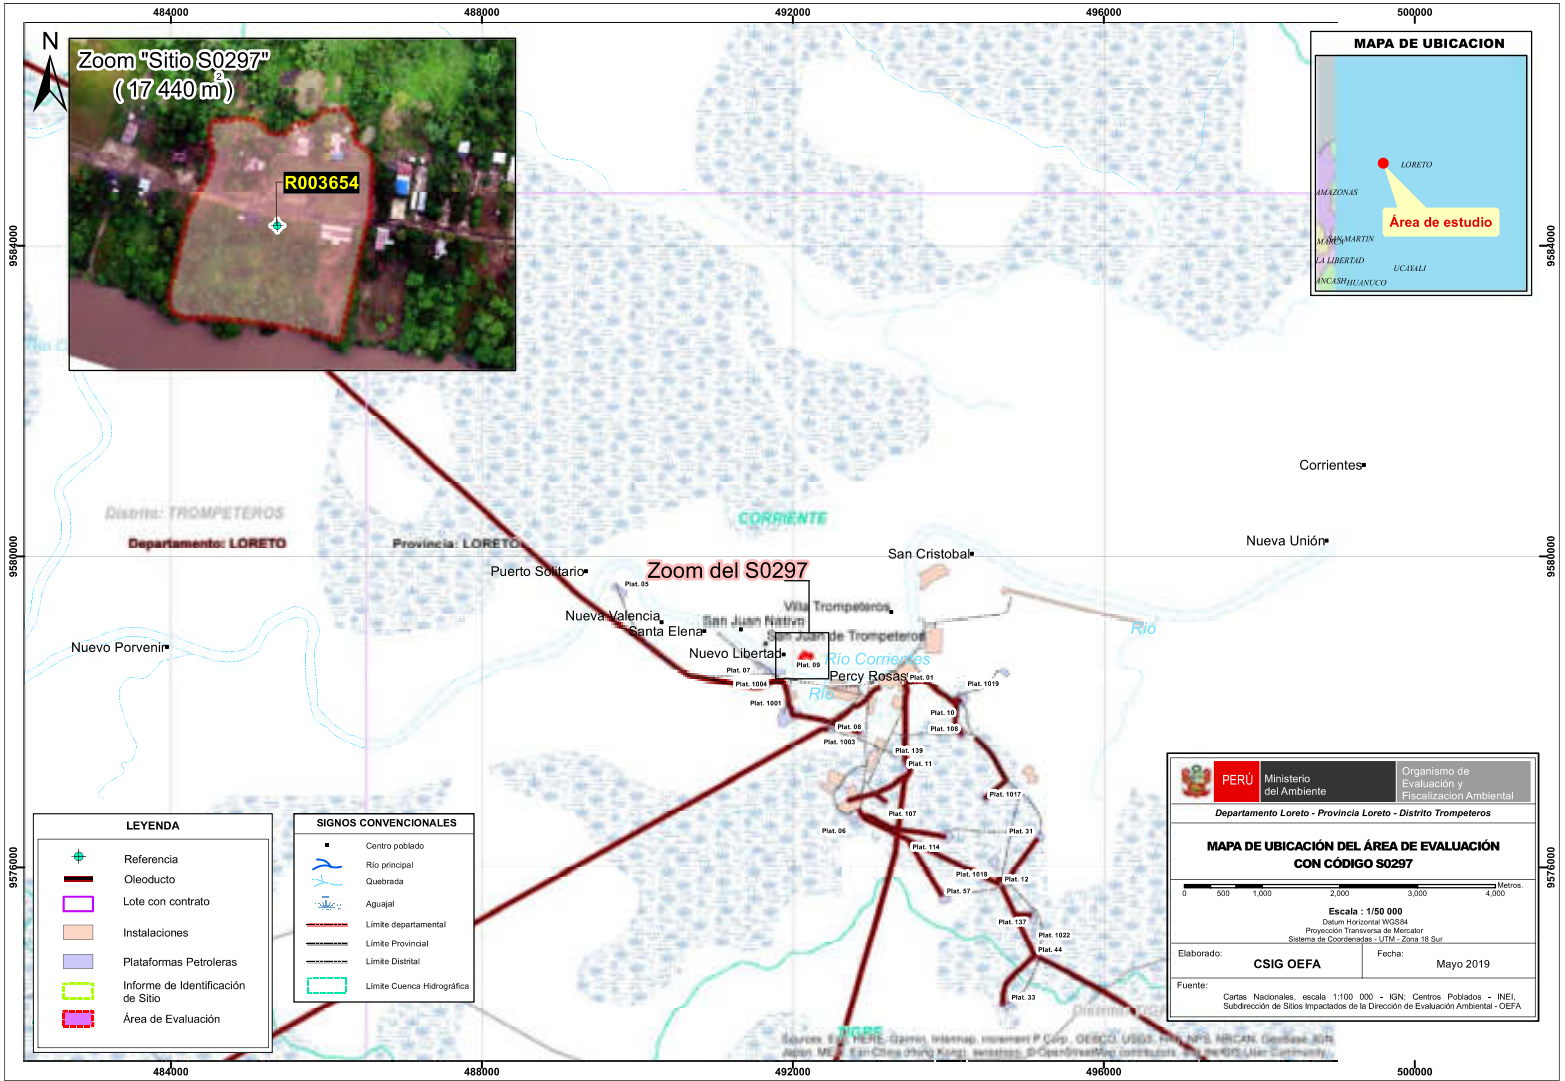 484000
488000
492000
496000
500000
N
Zoom "Sitio S0297"
( 17 440 m² )
R003654
MAPA DE UBICACION
LORETO
AMAZONAS
Área de estudio
SAN MARTIN
LA LIBERTAD
UCAYALI
ANCASH
HUANUCO
9584000
9584000
Corrientes
Distrito: TROMPETEROS
CORRIENTE
Departamento: LORETO
Provincia: LORETO
Nueva Unión
San Cristobal
9580000
9580000
Puerto Solitario
Zoom del S0297
Plat. 05
Villa Trompeteros
Nueva Valencia
San Juan Nativo
Santa Elena
San Juan de Trompeteros
Río
Nuevo Porvenir
Nuevo Libertad
Río Corrientes
Plat. 09
Plat. 07
Percy Rosas
Plat. 01
Plat. 1004
Plat. 1019
Río
Plat. 1001
Plat. 10
Plat. 08
Plat. 108
Plat. 1003
Plat. 139
Plat. 11
Plat. 1017
Plat. 107
Plat. 06
Plat. 31
Plat. 114
Plat. 1018
Plat. 12
Plat. 57
Plat. 137
Plat. 1022
Plat. 44
Plat. 33
TIGRE
9576000
9576000
LEYENDA
Referencia
Oleoducto
Lote con contrato
Instalaciones
Plataformas Petroleras
Informe de Identificación
de Sitio
Área de Evaluación
SIGNOS CONVENCIONALES
Centro poblado
Río principal
Quebrada
Aguajal
Límite departamental
Límite Provincial
Límite Distrital
Límite Cuenca Hidrográfica
PERÚ
Ministerio
del Ambiente
Organismo de
Evaluación y
Fiscalizacion Ambiental
Departamento Loreto - Provincia Loreto - Distrito Trompeteros
MAPA DE UBICACIÓN DEL ÁREA DE EVALUACIÓN
CON CÓDIGO S0297
0 500 1,000 2,000 3,000 4,000 Metros.
Escala : 1/50 000
Datum Horizontal WGS84
Proyección Transversa de Mercator
Sistema de Coordenadas - UTM - Zona 18 Sur
Elaborado:
CSIG OEFA
Fecha:
Mayo 2019
Fuente:
Cartas Nacionales, escala 1:100 000 - IGN; Centros Poblados - INEI,
Subdirección de Sitios Impactados de la Dirección de Evaluación Ambiental - OEFA
484000
488000
492000
496000
500000